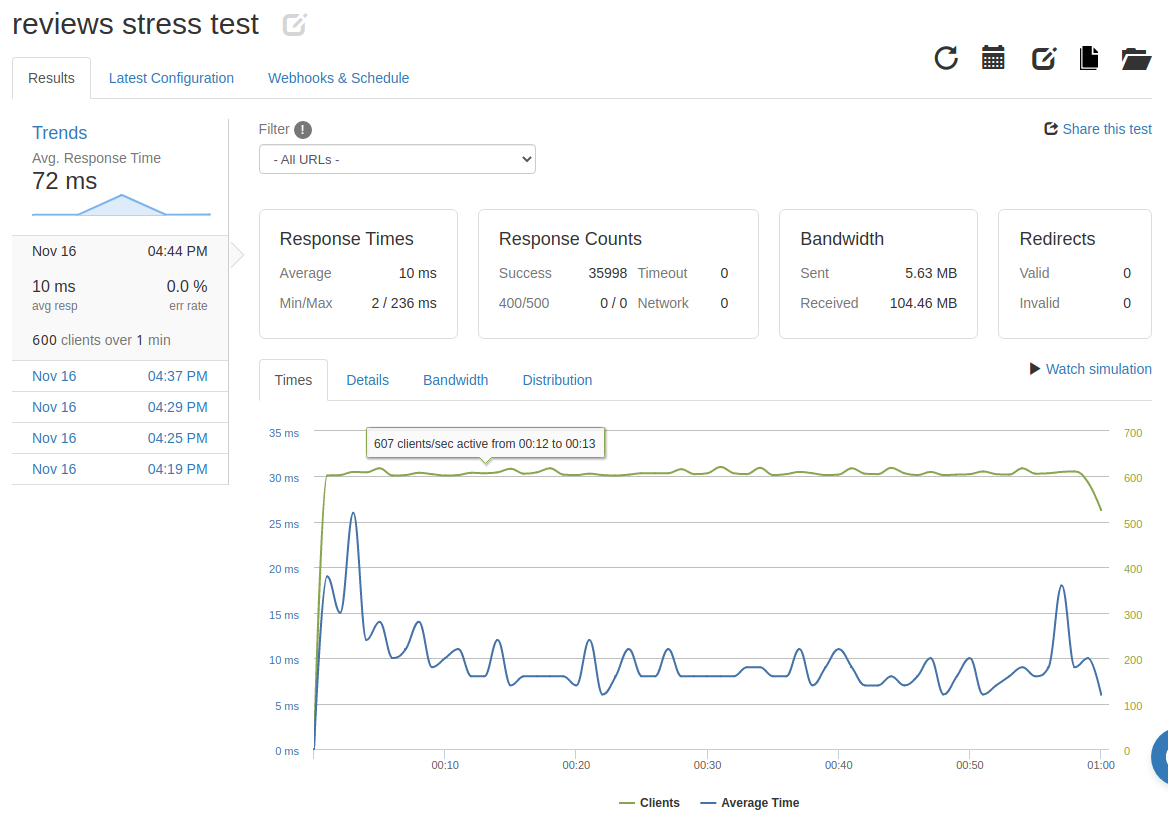 reviews stress test
Results Latest Configuration Webhooks & Schedule
Trends
Avg. Response Time
72 ms
Nov 16 04:44 PM
10 ms 0.0 %
avg resp err rate
600 clients over 1 min
Nov 16 04:37 PM
Nov 16 04:29 PM
Nov 16 04:25 PM
Nov 16 04:19 PM
Filter !
Share this test
- All URLs -
Response Times
Average 10 ms
Min/Max 2 / 236 ms
Response Counts
Success 35998 Timeout 0
400/500 0 / 0 Network 0
Bandwidth
Sent 5.63 MB
Received 104.46 MB
Redirects
Valid 0
Invalid 0
Watch simulation
Times Details Bandwidth Distribution
607 clients/sec active from 00:12 to 00:13
35 ms 700
30 ms 600
25 ms 500
20 ms 400
15 ms 300
10 ms 200
5 ms 100
0 ms 0
00:10 00:20 00:30 00:40 00:50 01:00
Clients Average Time